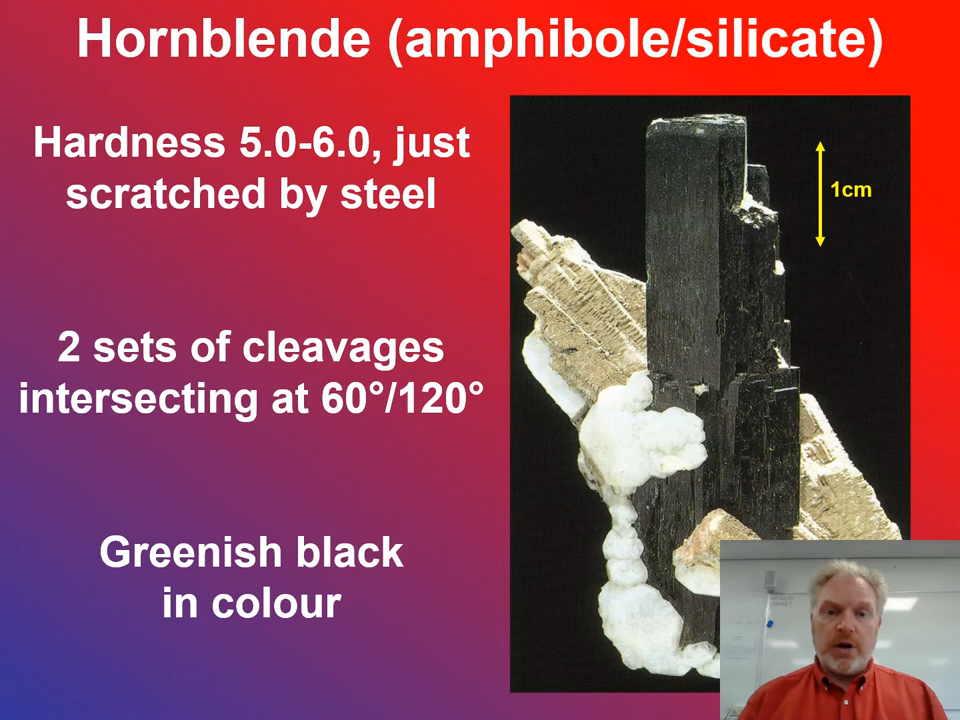 Hornblende (amphibole/silicate)
Hardness 5.0-6.0, just
scratched by steel
1cm
2 sets of cleavages
intersecting at 60°/120°
Greenish black
in colour